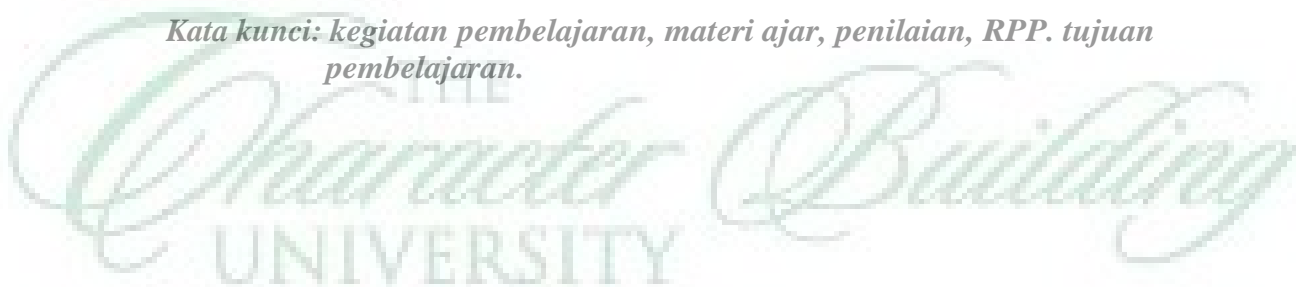 Kata kunci: kegiatan pembelajaran, materi ajar, penilaian, RPP. tujuan
pembelajaran.
THE
Character Building
UNIVERSITY